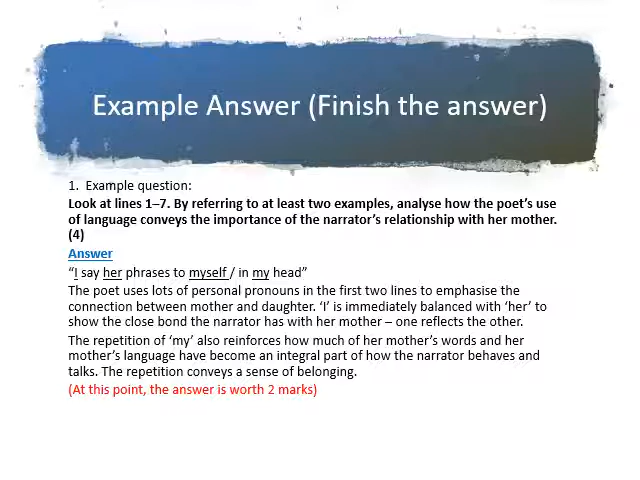 Example Answer (Finish the answer)
1. Example question:
Look at lines 1–7. By referring to at least two examples, analyse how the poet's use
of language conveys the importance of the narrator's relationship with her mother.
(4)
Answer
“I say her phrases to myself / in my head”
The poet uses lots of personal pronouns in the first two lines to emphasise the
connection between mother and daughter. ‘I’ is immediately balanced with ‘her’ to
show the close bond the narrator has with her mother – one reflects the other.
The repetition of ‘my’ also reinforces how much of her mother’s words and her
mother’s language have become an integral part of how the narrator behaves and
talks. The repetition conveys a sense of belonging.
(At this point, the answer is worth 2 marks)